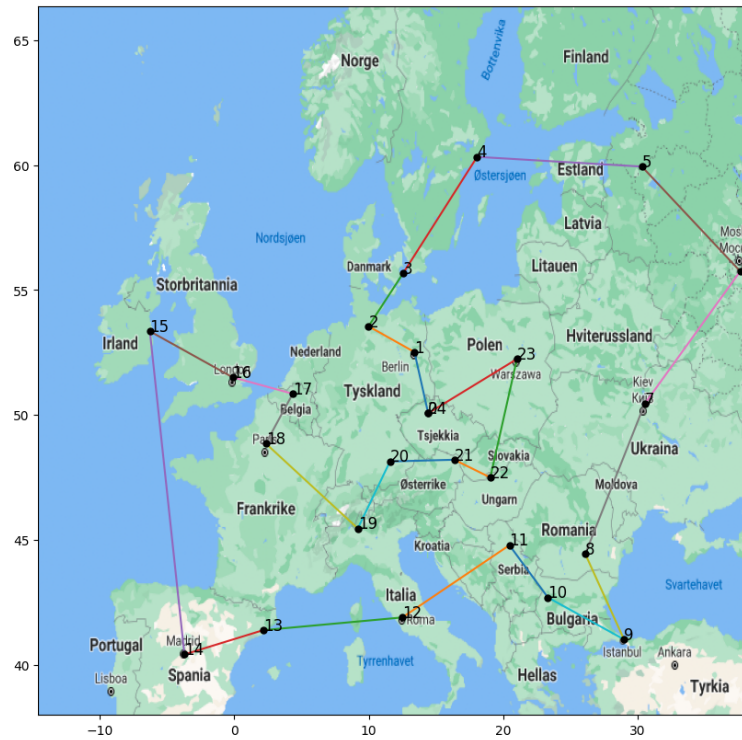 65
60
55
50
45
40
−10
0
10
20
30
Norge
Bottenvika
Finland
4
5
Estland
Østersjøen
Nordsjøen
Latvia
Danmark
3
Litauen
Storbritannia
2
15
Irland
Nederland
1
Berlin
Polen
23
Warszawa
Hviterussland
16
17
Belgia
Tyskland
24
Kiev
7
Ukraina
18
Tsjekkia
20
21
Slovakia
22
Østerrike
Ungarn
Moldova
Frankrike
19
11
Romania
8
Kroatia
Serbia
Italia
10
Bulgaria
Svartehavet
12
Roma
13
9
Istanbul
Portugal
Madrid
14
Spania
Tyrrenhavet
Hellas
Ankara
Tyrkia
Lisboa